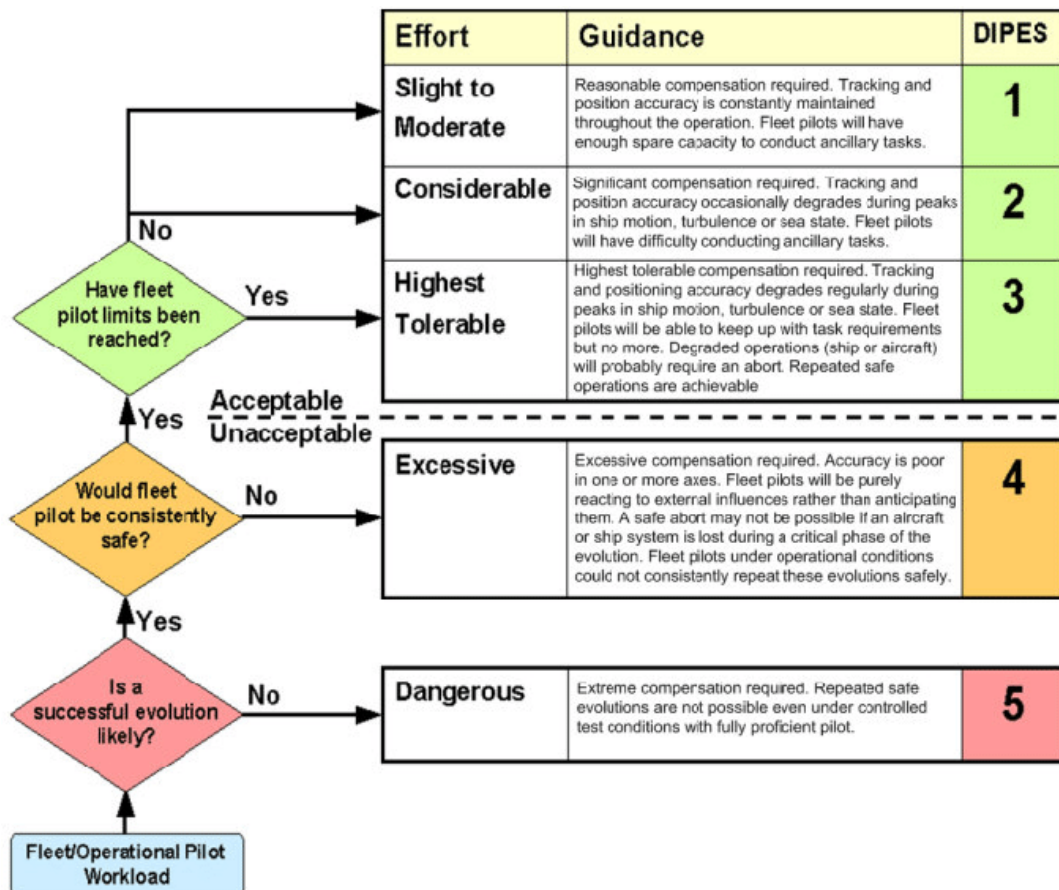 Effort
Guidance
DIPES
Slight to
Moderate
Reasonable compensation required. Tracking and
position accuracy is constantly maintained
throughout the operation. Fleet pilots will have
enough spare capacity to conduct ancillary tasks.
1
Considerable
Significant compensation required. Tracking and
position accuracy occasionally degrades during peaks
in ship motion, turbulence or sea state. Fleet pilots
will have difficulty conducting ancillary tasks.
2
No
Have fleet
pilot limits been
reached?
Yes
Highest
Tolerable
Highest tolerable compensation required. Tracking
and positioning accuracy degrades regularly during
peaks in ship motion, turbulence or sea state. Fleet
pilots will be able to keep up with task requirements
but no more. Degraded operations (ship or aircraft)
will probably require an abort. Repeated safe
operations are achievable
3
Yes
Acceptable
Unacceptable
Would fleet
pilot be consistently
safe?
No
Excessive
Excessive compensation required. Accuracy is poor
in one or more axes. Fleet pilots will be purely
reacting to external influences rather than anticipating
them. A safe abort may not be possible if an aircraft
or ship system is lost during a critical phase of the
evolution. Fleet pilots under operational conditions
could not consistently repeat these evolutions safely.
4
Yes
Is a
successful evolution
likely?
No
Dangerous
Extreme compensation required. Repeated safe
evolutions are not possible even under controlled
test conditions with fully proficient pilot.
5
Fleet/Operational Pilot
Workload